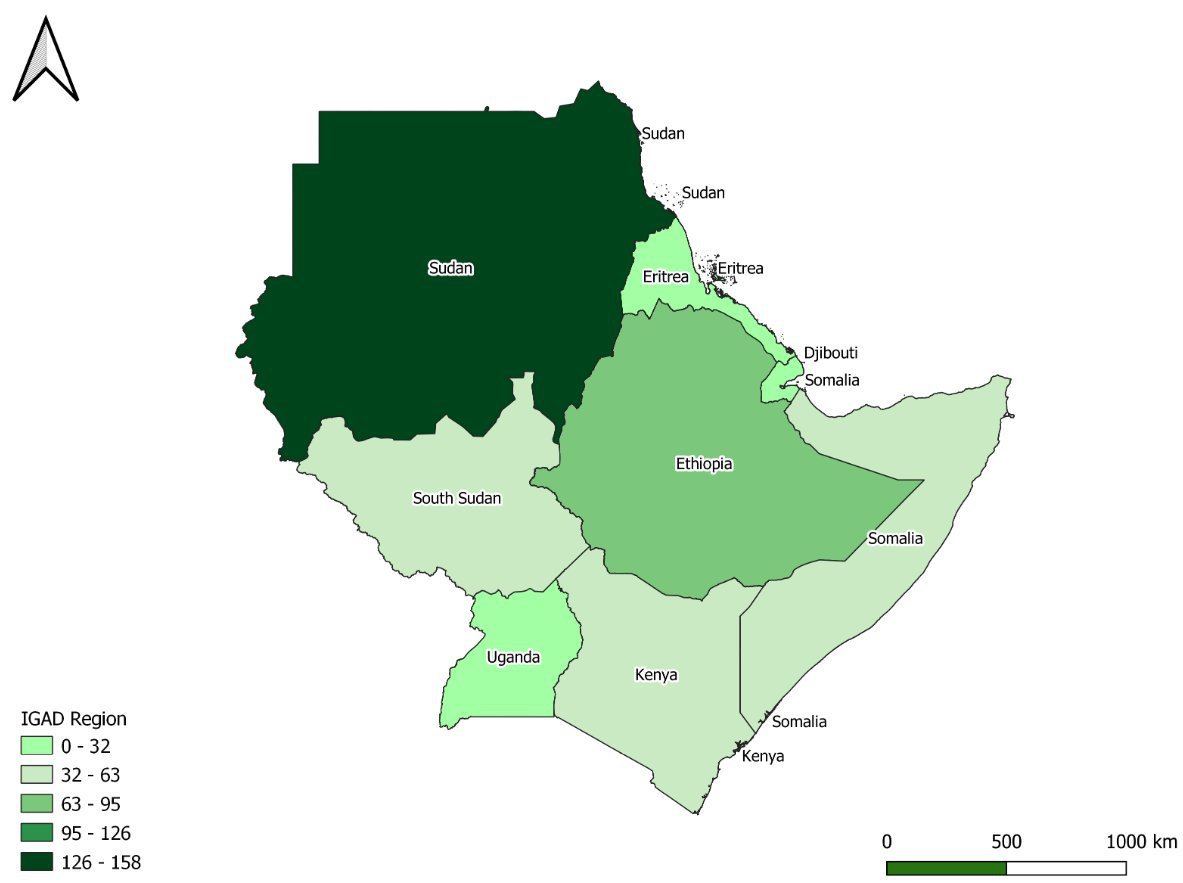 Sudan
Sudan
Sudan
Eritrea
Eritrea
Djibouti
Somalia
Ethiopia
South Sudan
Somalia
Uganda
Kenya
Somalia
Kenya
IGAD Region
0 - 32
32 - 63
63 - 95
95 - 126
126 - 158
0 500 1000 km